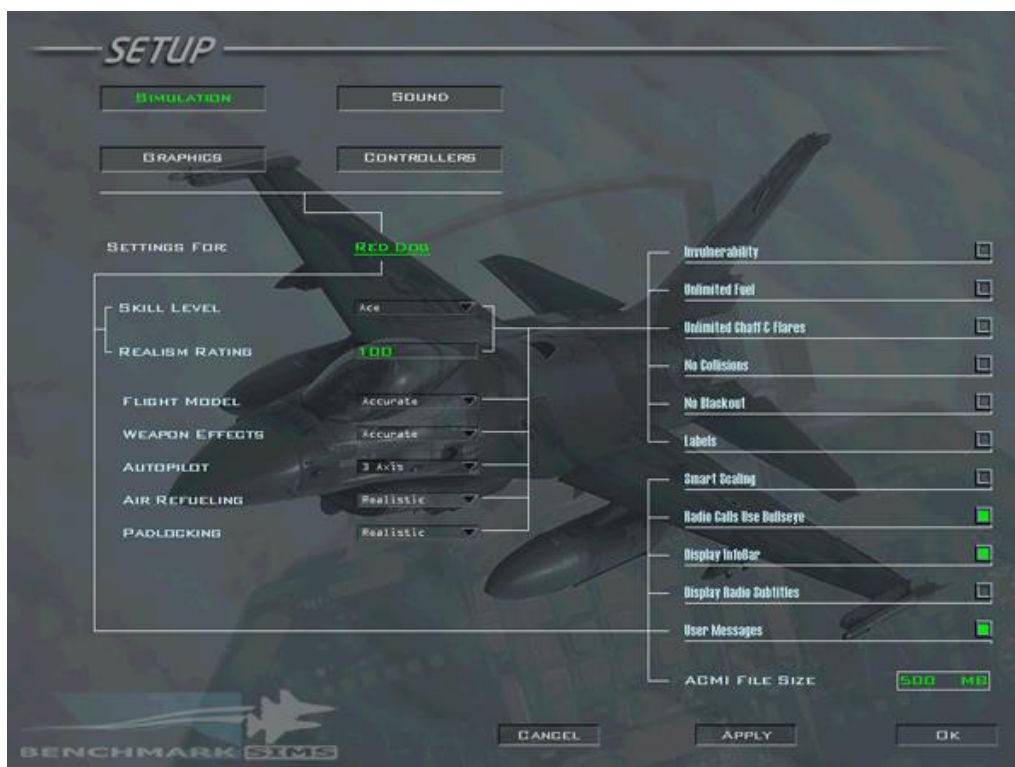 SETUP
SIMULATION
SOUND
GRAPHICS
CONTROLLERS
SETTINGS FOR: RED DOG
SKILL LEVEL Ace
REALISM RATING 100
FLIGHT MODEL Accurate
WEAPON EFFECTS Accurate
AUTOPILOT 3 Axis
AIR REFUELING Realistic
PADLOCKING Realistic
Invulnerability
Unlimited Fuel
Unlimited Chaff & Flares
No Collisions
No Blackout
Labels
Smart Scaling
Radio Calls Use Bullseye
Display InfoBar
Display Radio Subtitles
User Messages
ACMI FILE SIZE 500 MB
BENCHMARK SIMS
CANCEL
APPLY
OK